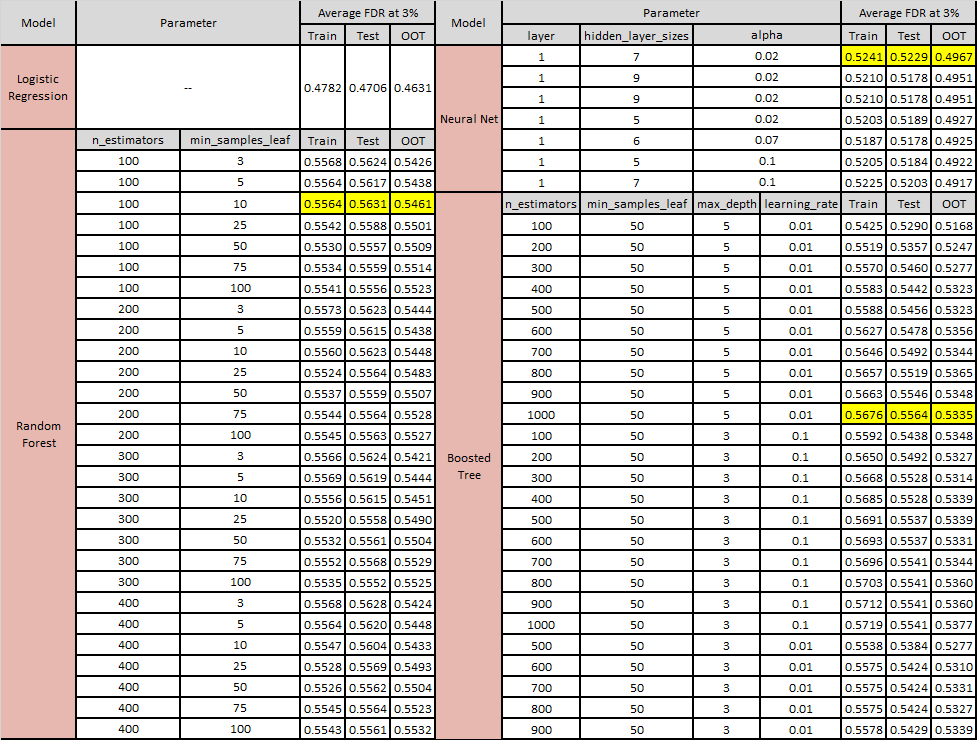 Model Parameter Average FDR at 3% Model Parameter Average FDR at 3%
Train Test OOT layer hidden_layer_sizes alpha Train Test OOT
Logistic Regression -- 0.4782 0.4706 0.4631
Neural Net
1 7 0.02 0.5241 0.5229 0.4967
1 9 0.02 0.5210 0.5178 0.4951
1 9 0.02 0.5210 0.5178 0.4951
1 5 0.02 0.5203 0.5189 0.4927
1 6 0.07 0.5187 0.5178 0.4925
1 5 0.1 0.5205 0.5184 0.4922
1 7 0.1 0.5225 0.5203 0.4917
Random Forest
n_estimators min_samples_leaf Train Test OOT
100 3 0.5568 0.5624 0.5426
100 5 0.5564 0.5617 0.5438
100 10 0.5564 0.5631 0.5461
100 25 0.5542 0.5588 0.5501
100 50 0.5530 0.5557 0.5509
100 75 0.5534 0.5559 0.5514
100 100 0.5541 0.5556 0.5523
200 3 0.5573 0.5623 0.5444
200 5 0.5559 0.5615 0.5438
200 10 0.5560 0.5623 0.5448
200 25 0.5524 0.5564 0.5483
200 50 0.5537 0.5559 0.5507
200 75 0.5544 0.5564 0.5528
200 100 0.5545 0.5563 0.5527
300 3 0.5566 0.5624 0.5421
300 5 0.5569 0.5619 0.5444
300 10 0.5556 0.5615 0.5451
300 25 0.5520 0.5558 0.5490
300 50 0.5532 0.5561 0.5504
300 75 0.5552 0.5568 0.5529
300 100 0.5535 0.5552 0.5525
400 3 0.5568 0.5628 0.5424
400 5 0.5564 0.5620 0.5448
400 10 0.5547 0.5604 0.5433
400 25 0.5528 0.5569 0.5493
400 50 0.5526 0.5562 0.5504
400 75 0.5545 0.5564 0.5523
400 100 0.5543 0.5561 0.5532
Boosted Tree
n_estimators min_samples_leaf max_depth learning_rate Train Test OOT
100 50 5 0.01 0.5425 0.5290 0.5168
200 50 5 0.01 0.5519 0.5357 0.5247
300 50 5 0.01 0.5570 0.5460 0.5277
400 50 5 0.01 0.5583 0.5442 0.5323
500 50 5 0.01 0.5588 0.5456 0.5323
600 50 5 0.01 0.5627 0.5478 0.5356
700 50 5 0.01 0.5646 0.5492 0.5344
800 50 5 0.01 0.5657 0.5519 0.5365
900 50 5 0.01 0.5663 0.5546 0.5348
1000 50 5 0.01 0.5676 0.5564 0.5335
100 50 3 0.1 0.5592 0.5438 0.5348
200 50 3 0.1 0.5650 0.5492 0.5327
300 50 3 0.1 0.5668 0.5528 0.5314
400 50 3 0.1 0.5685 0.5528 0.5339
500 50 3 0.1 0.5691 0.5537 0.5339
600 50 3 0.1 0.5693 0.5537 0.5331
700 50 3 0.1 0.5696 0.5541 0.5344
800 50 3 0.1 0.5703 0.5541 0.5360
900 50 3 0.1 0.5712 0.5541 0.5360
1000 50 3 0.1 0.5719 0.5541 0.5377
500 50 3 0.01 0.5538 0.5384 0.5277
600 50 3 0.01 0.5575 0.5424 0.5310
700 50 3 0.01 0.5575 0.5424 0.5331
800 50 3 0.01 0.5575 0.5424 0.5327
900 50 3 0.01 0.5578 0.5429 0.5339